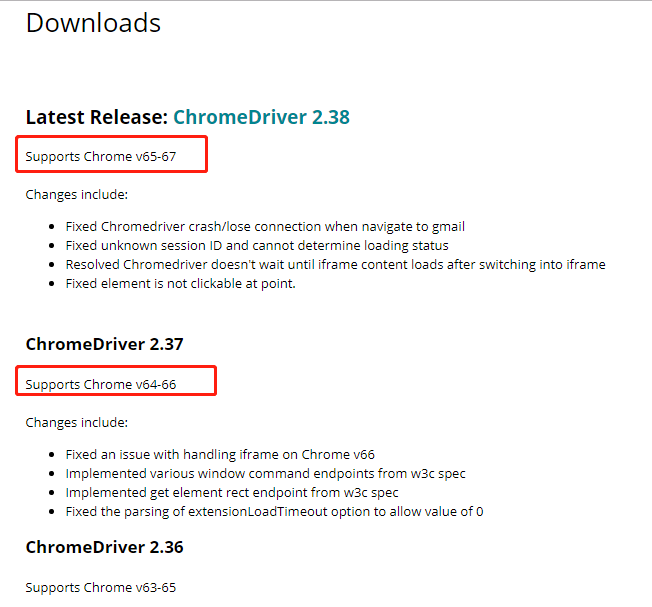 Downloads
Latest Release: ChromeDriver 2.38
Supports Chrome v65-67
Changes include:
Fixed Chromedriver crash/lose connection when navigate to gmail
Fixed unknown session ID and cannot determine loading status
Resolved Chromedriver doesn't wait until iframe content loads after switching into iframe
Fixed element is not clickable at point.
ChromeDriver 2.37
Supports Chrome v64-66
Changes include:
Fixed an issue with handling iframe on Chrome v66
Implemented various window command endpoints from w3c spec
Implemented get element rect endpoint from w3c spec
Fixed the parsing of extensionLoadTimeout option to allow value of 0
ChromeDriver 2.36
Supports Chrome v63-65